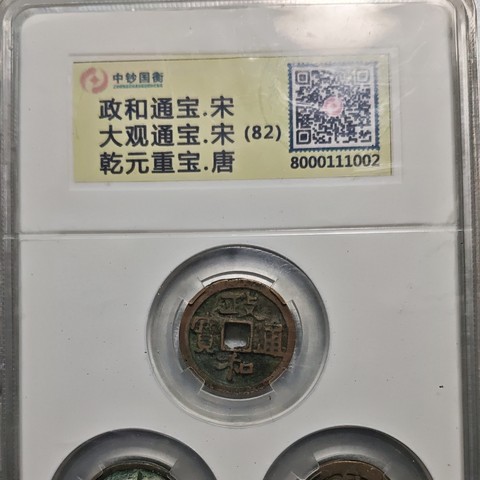 中钞国衡
政和通宝.宋
大观通宝.宋 (82)
乾元重宝.唐
8000111002
政
寳 通
和